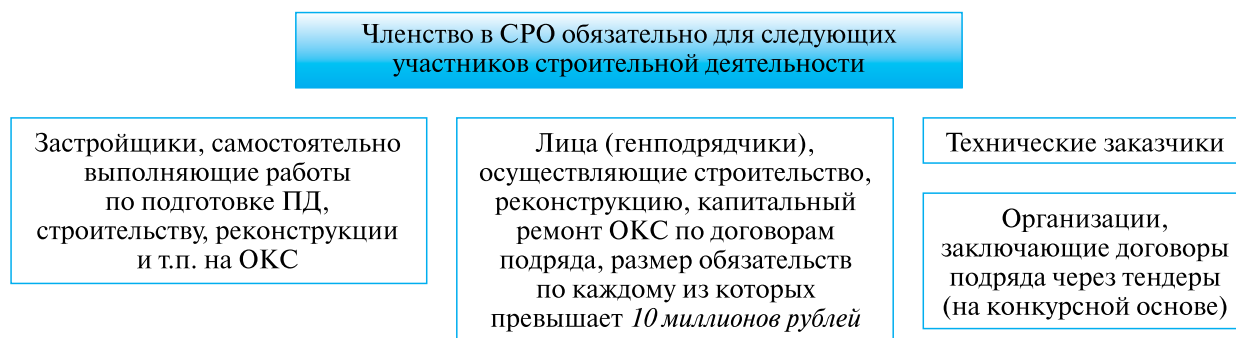 Членство в СРО обязательно для следующих
участников строительной деятельности
Застройщики, самостоятельно
выполняющие работы
по подготовке ПД,
строительству, реконструкции
и т.п. на ОКС
Лица (генподрядчики),
осуществляющие строительство,
реконструкцию, капитальный
ремонт ОКС по договорам
подряда, размер обязательств
по каждому из которых
превышает 10 миллионов рублей
Технические заказчики
Организации,
заключающие договоры
подряда через тендеры
(на конкурсной основе)